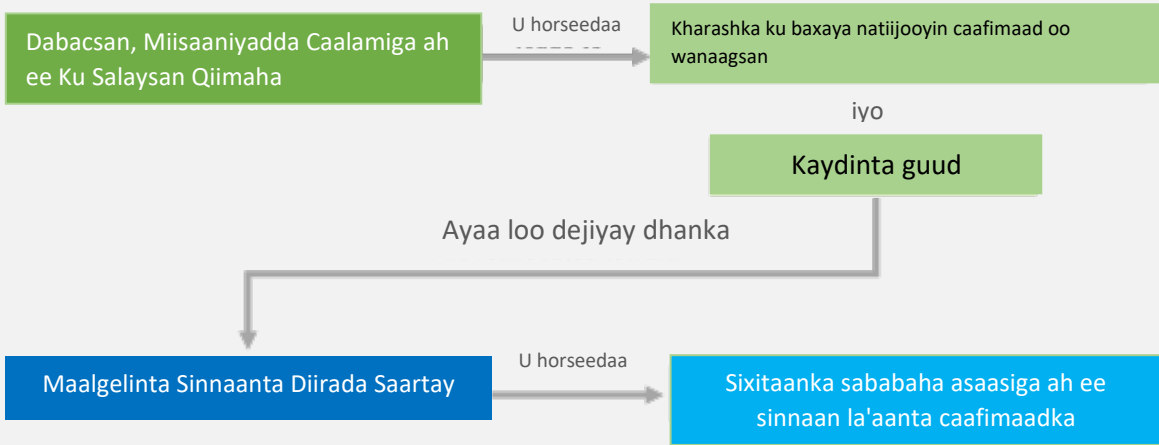 Dabacsan, Miisaaniyadda Caalamiga ah
ee Ku Salaysan Qiimaha
U horseedaa
Kharashka ku baxaya natiijooyin caafimaad oo
wanaagsan
iyo
Kaydinta guud
Ayaa loo dejiyay dhanka
Maalgelinta Sinnaanta Diirada Saartay
U horseedaa
Sixitaanka sababaha asaasiga ah ee
sinnaan la'aanta caafimaadka